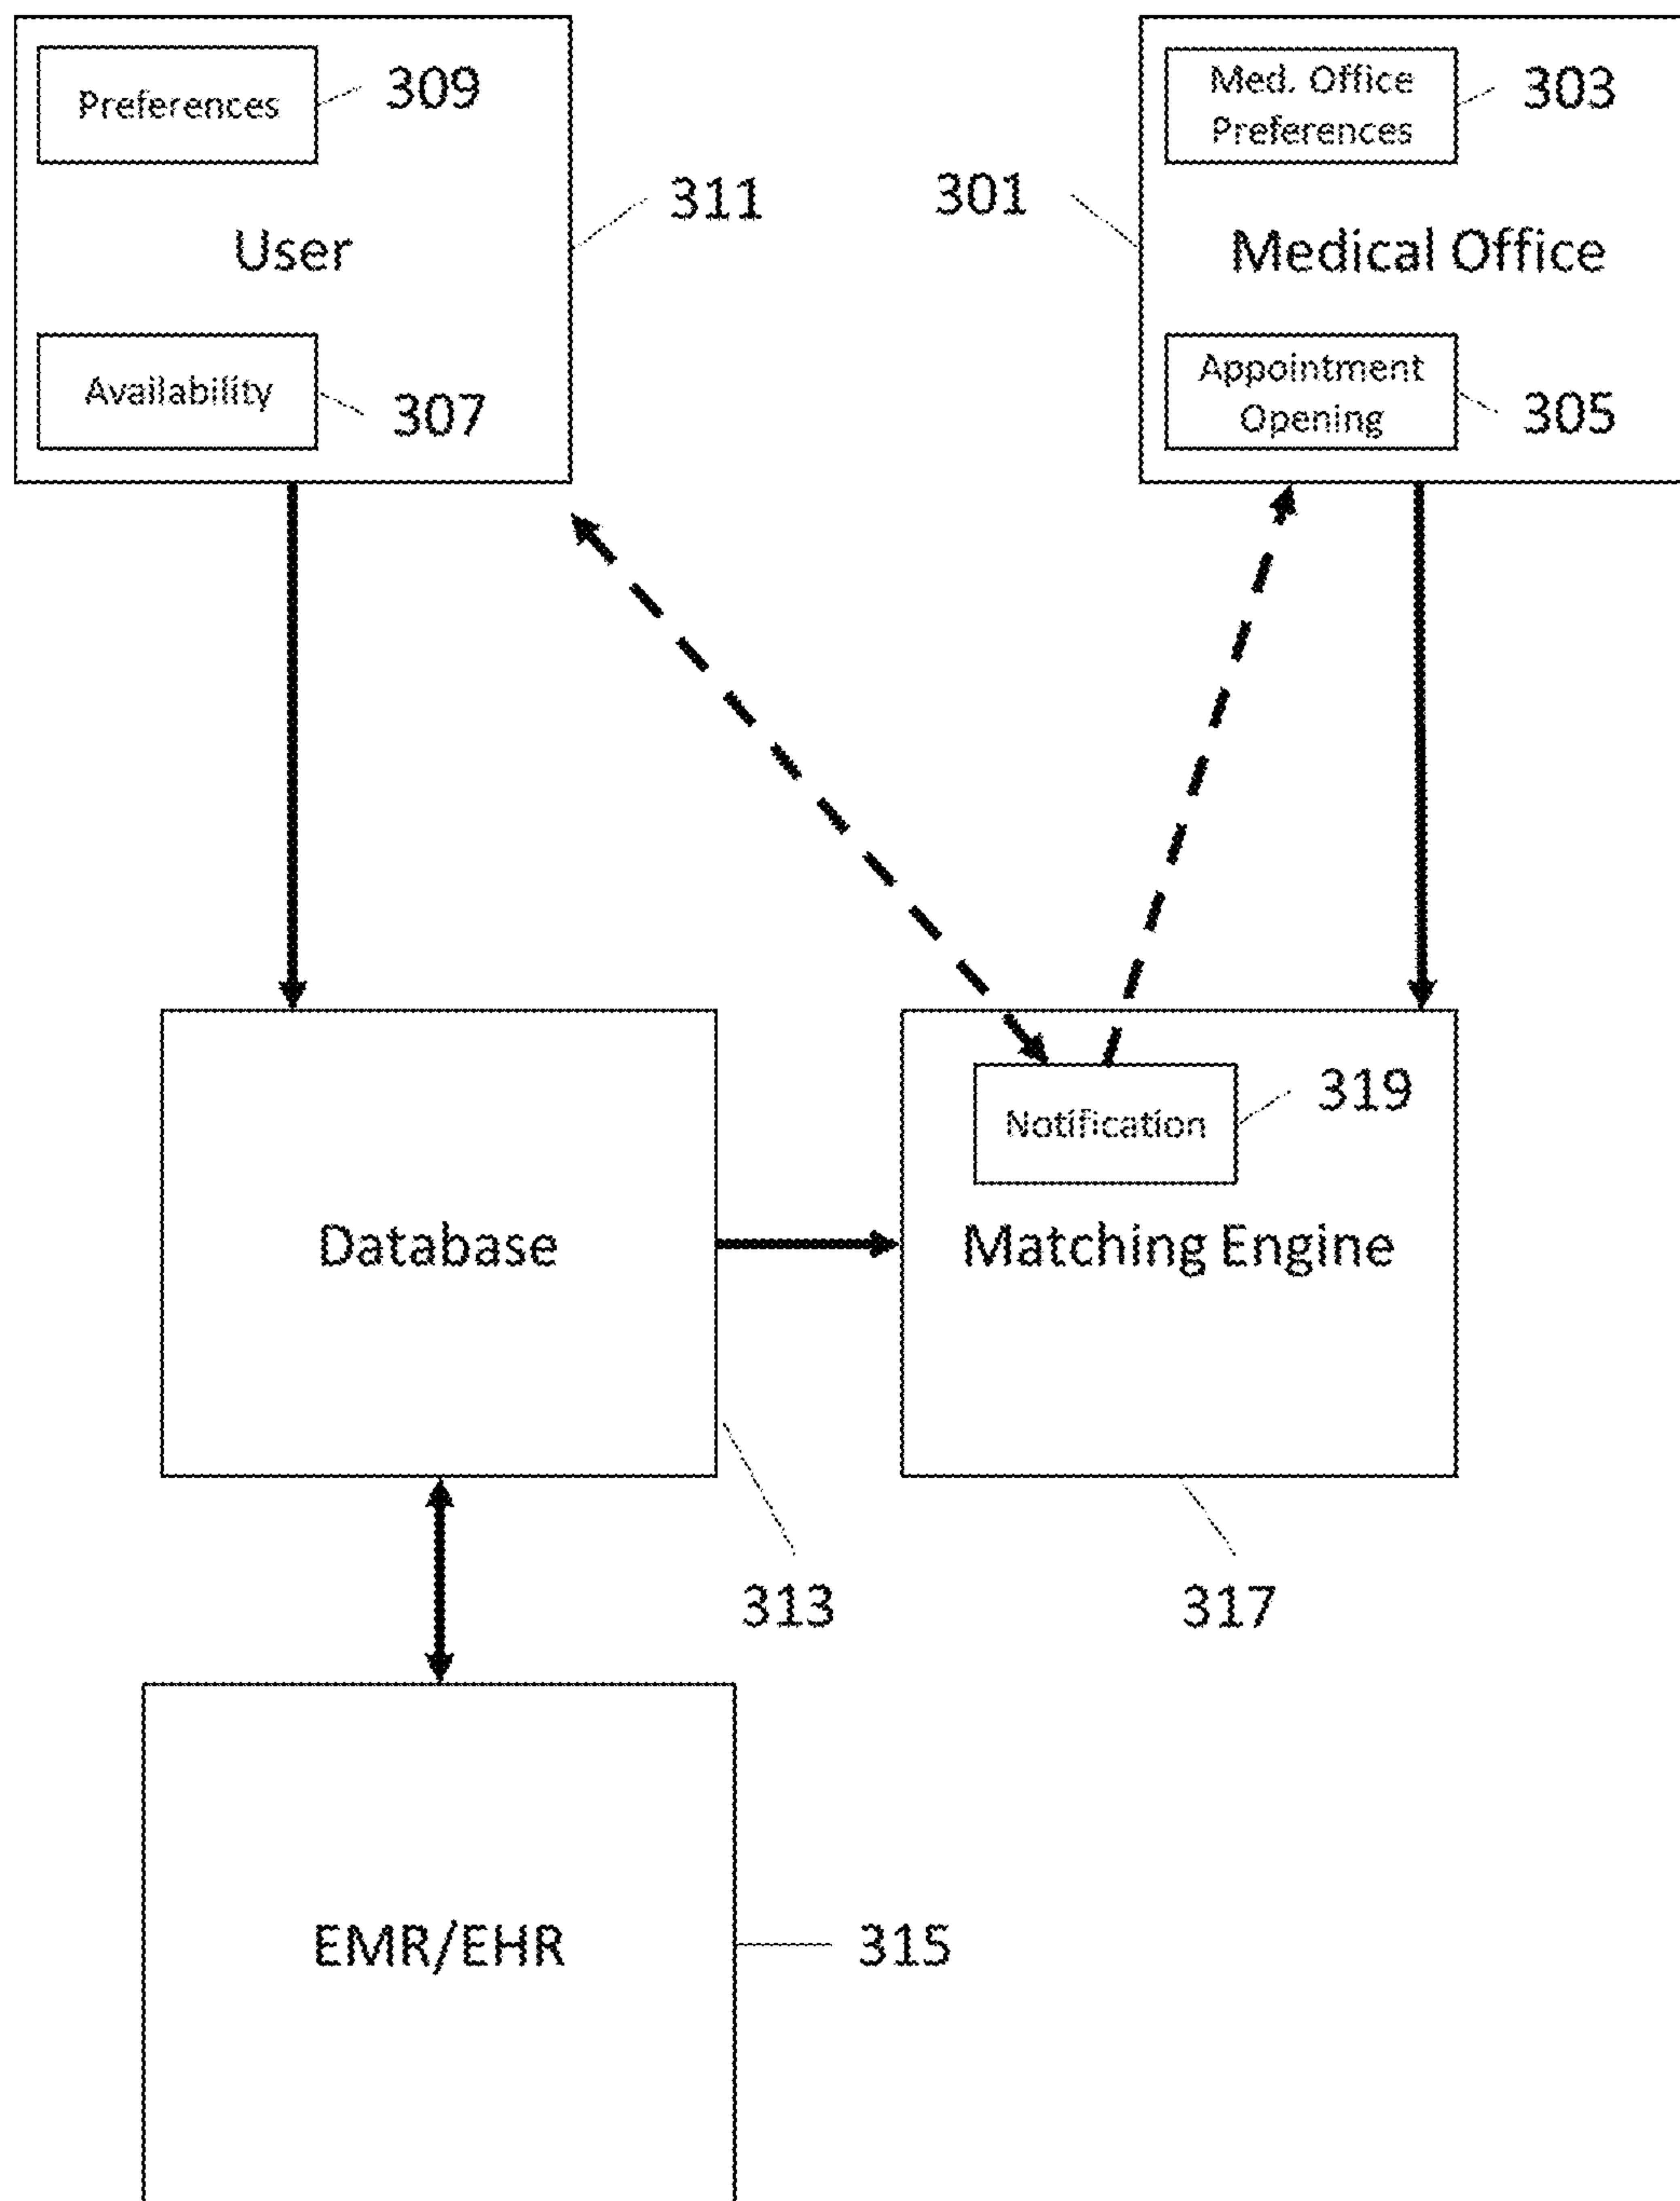 Preferences
309
Med. Office
Preferences
303
311
301
User
Medical Office
Availability
307
Appointment
Opening
305
Notification
319
Database
Matching Engine
313
317
EMR/EHR
315